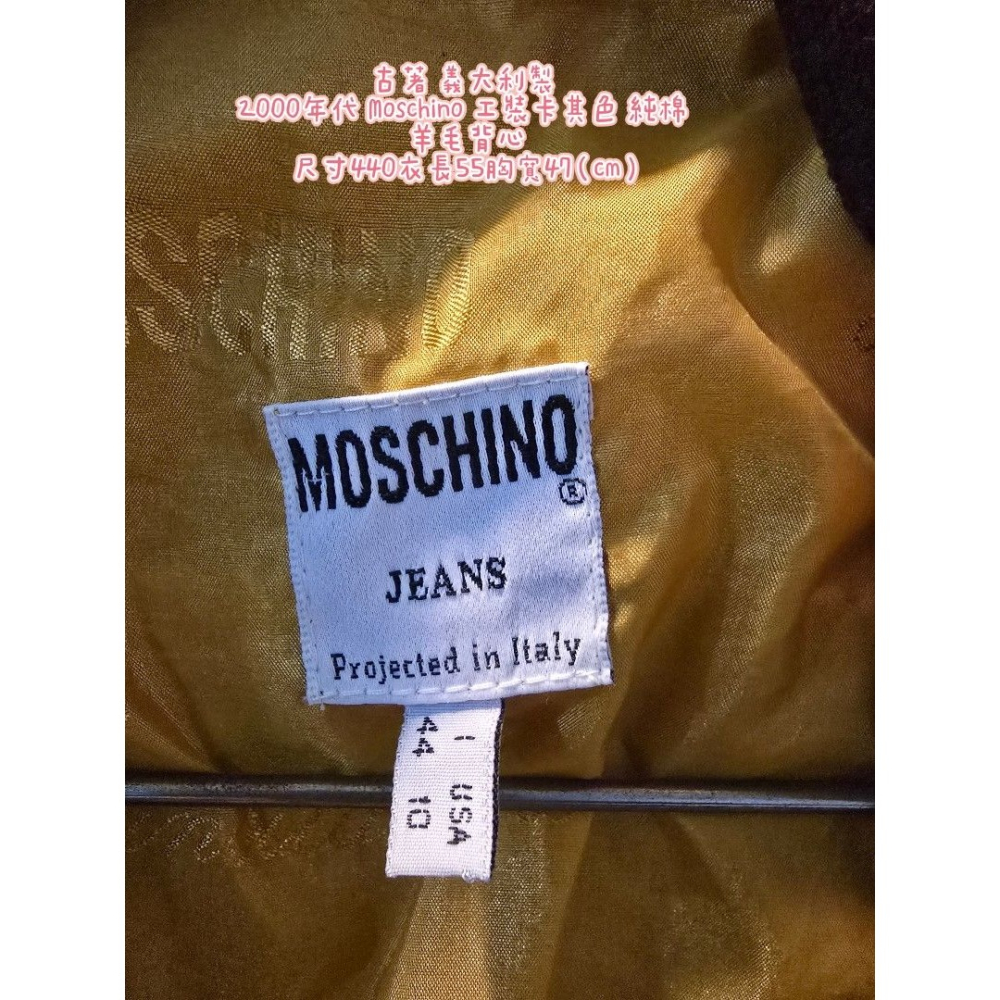 古著 義大利製
2000年代 Moschino 工裝卡其色 純棉
羊毛背心
尺寸440衣長55胸寬47(cm)
SCHINO
MOSCHINO
®
JEANS
Projected in Italy
I USA
44 10